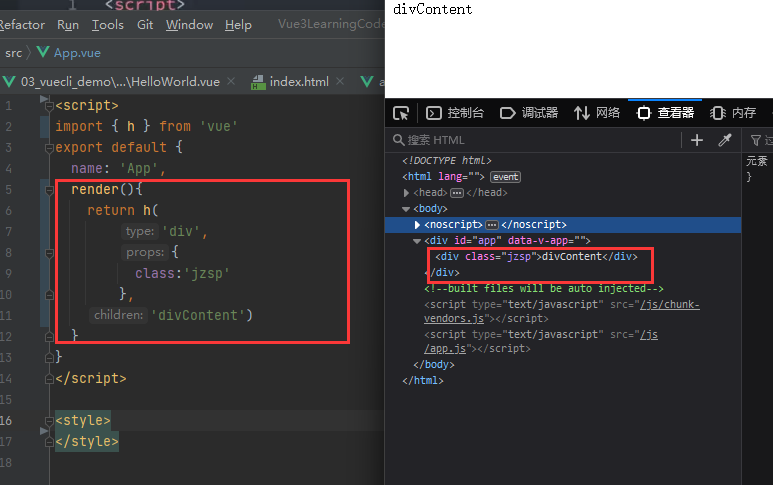 1
<script>
Refactor Run Tools Git Window Help Vue3LearningCode
src App.vue
03_vuecli_demo\...\HelloWorld.vue × index.html × a
1 <script>
2 import { h } from 'vue'
3 export default {
4 name: 'App',
5 render(){
6 return h(
7 type: 'div',
8 props: {
9 class:'jzsp'
10 },
11 children: 'divContent')
12 }
13 }
14 </script>
15
16 <style>
17 </style>
18
divContent
控制台 调试器 网络 查看器 内存
搜索 HTML
元素
}
<!DOCTYPE html>
<html lang=""> event
<head> ••• </head>
<body>
<noscript> ••• </noscript>
<div id="app" data-v-app="">
<div class="jzsp">divContent</div>
</div>
<!--built files will be auto injected-->
<script type="text/javascript" src="/js/chunk-
vendors.js"></script>
<script type="text/javascript" src="/js
/app.js"></script>
</body>
</html>